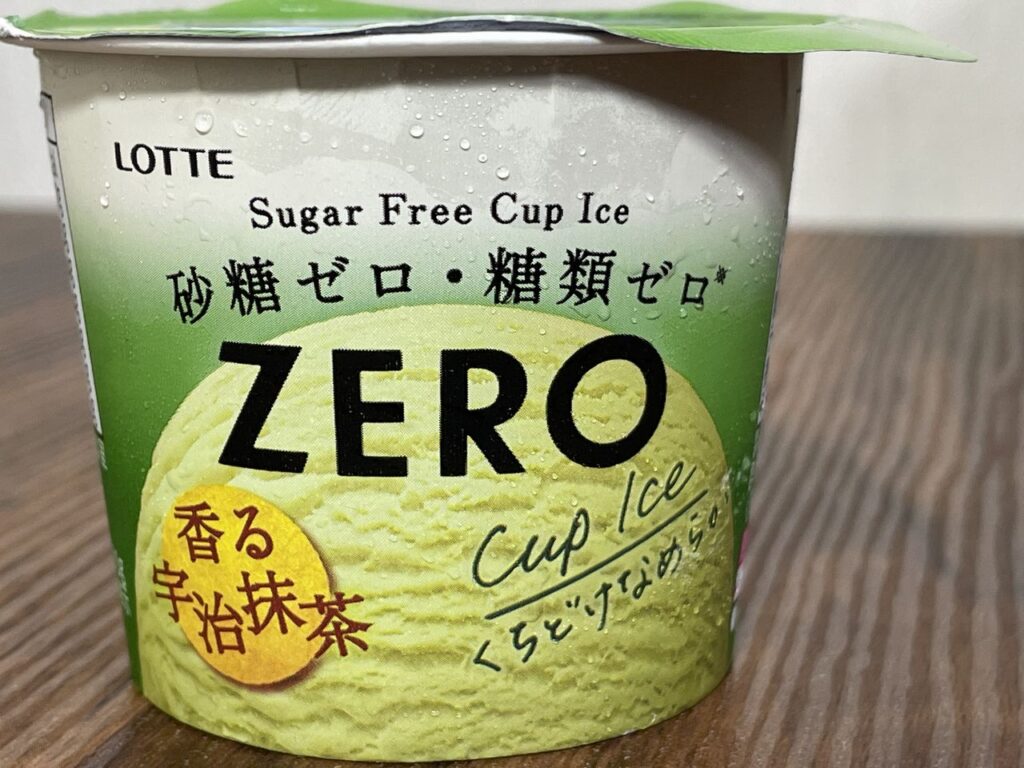 LOTTE
Sugar Free Cup Ice
砂糖ゼロ・糖類ゼロ※
ZERO
Cup Ice
くちどけなめらか
香る
宇治抹茶